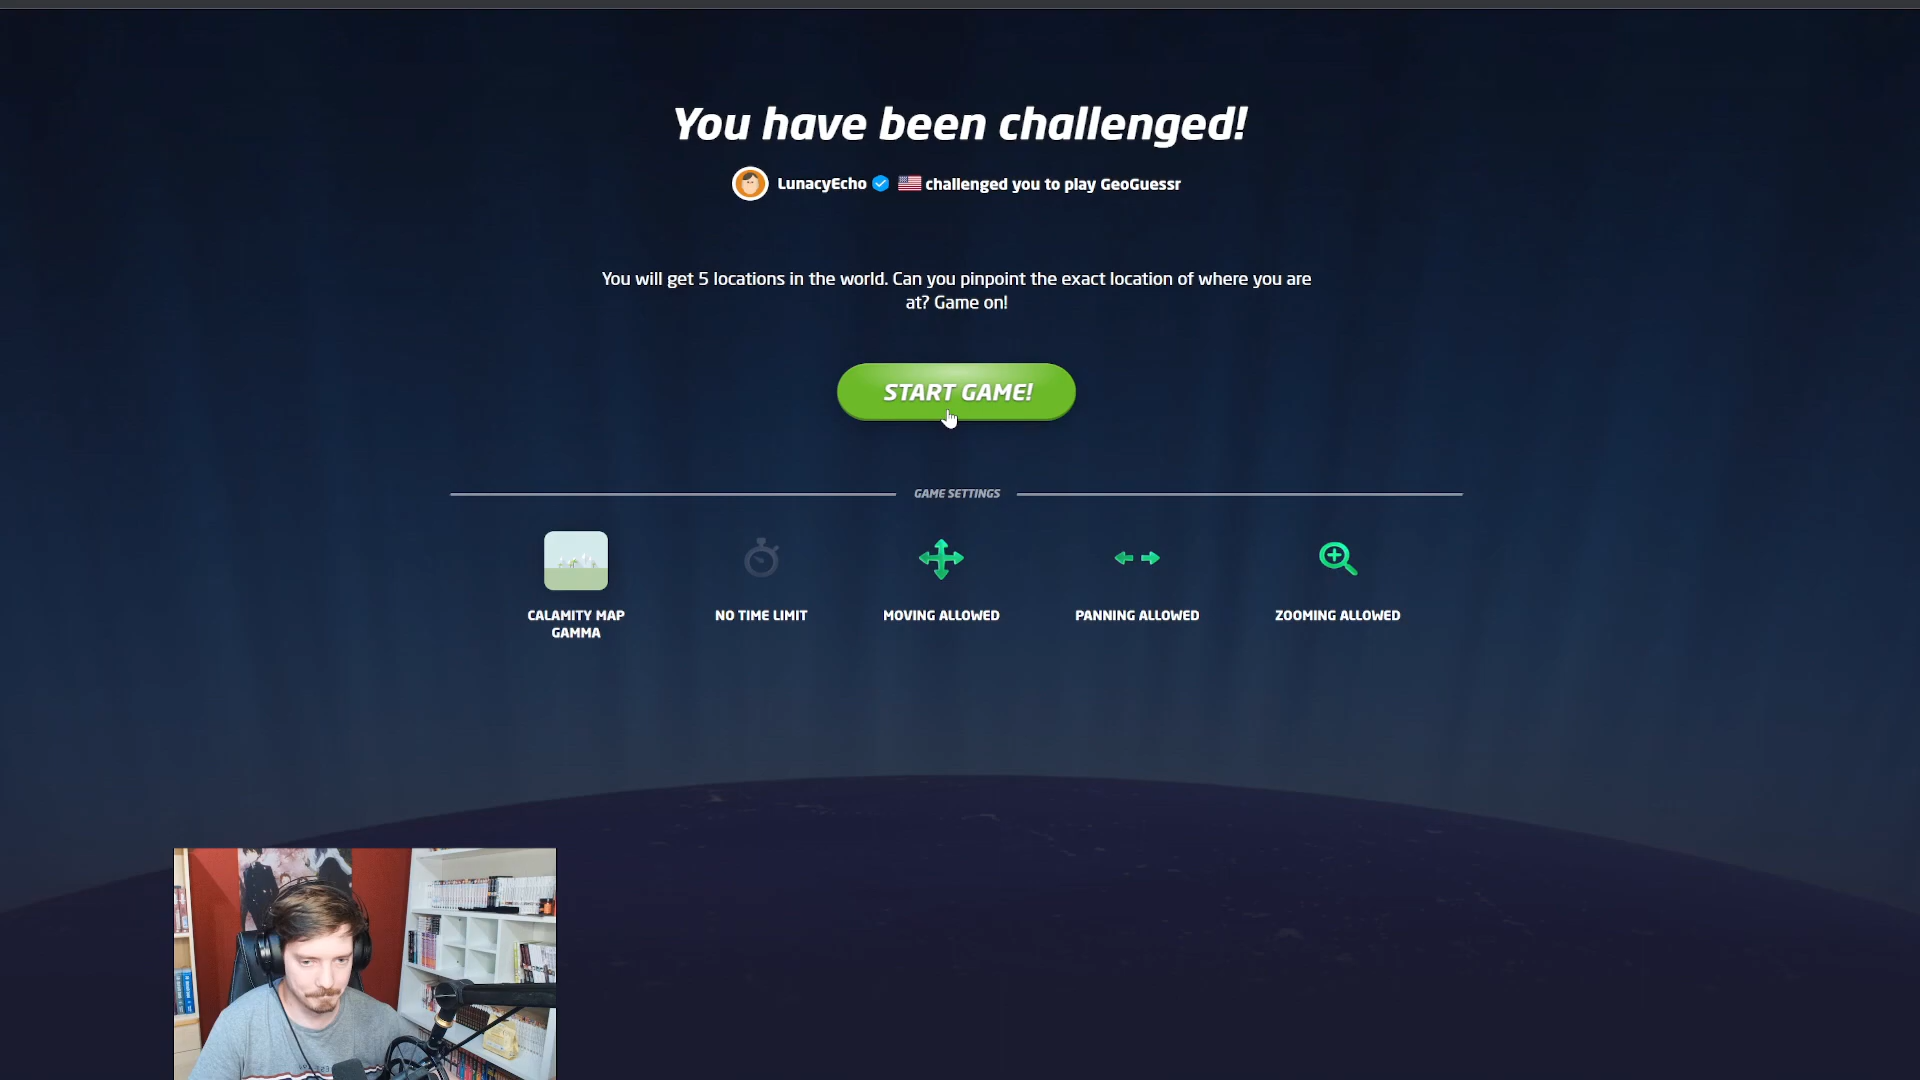 You have been challenged!
LunacyEcho challenged you to play GeoGuessr
You will get 5 locations in the world. Can you pinpoint the exact location of where you are
at? Game on!
START GAME!
GAME SETTINGS
CALAMITY MAP
GAMMA
NO TIME LIMIT
MOVING ALLOWED
PANNING ALLOWED
ZOOMING ALLOWED